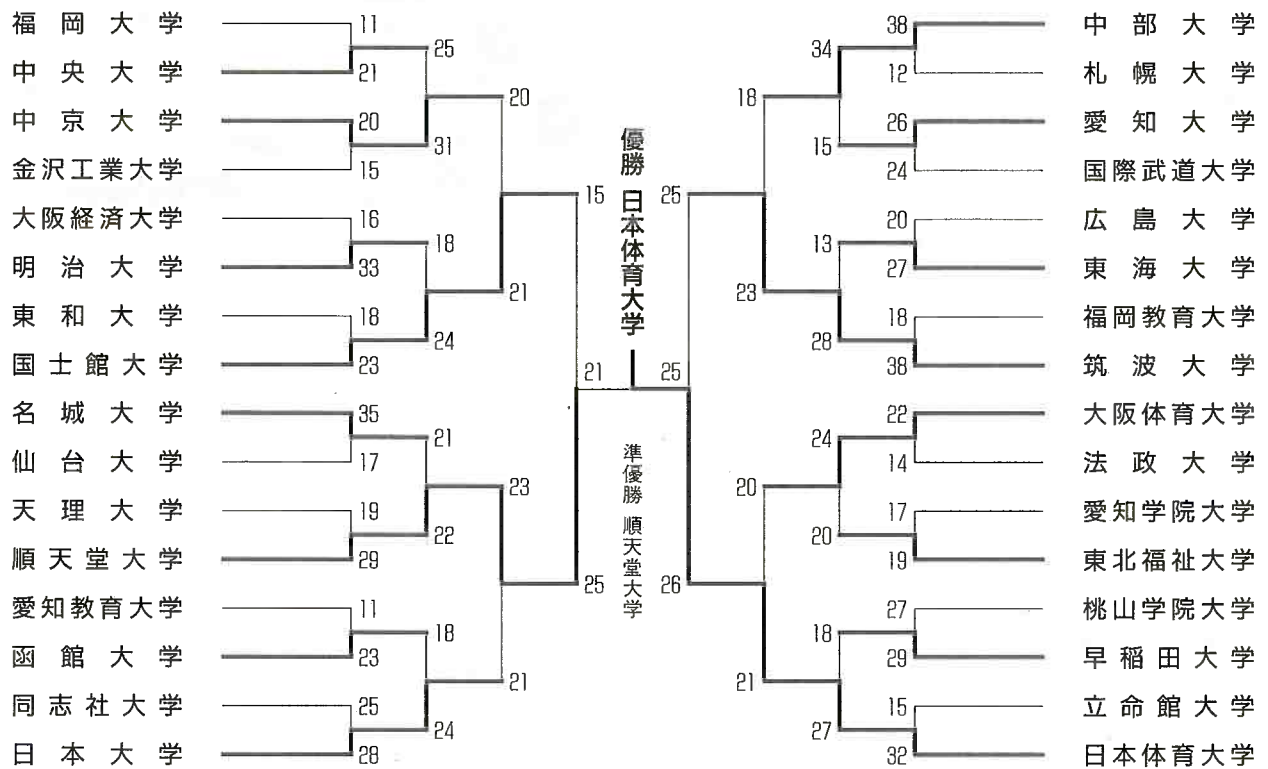 福岡大学 11
25
中央大学 21
20
中京大学 20
31
金沢工業大学 15
15
大阪経済大学 16
18
明治大学 33
21
東和大学 18
24
国士館大学 23
21
名城大学 35
21
仙台大学 17
23
天理大学 19
22
順天堂大学 29
25
愛知教育大学 11
18
函館大学 23
21
同志社大学 25
24
日本大学 28
優勝 日本体育大学
準優勝 順天堂大学
38 中部大学
34
12 札幌大学
18
26 愛知大学
15
24 国際武道大学
25
20 広島大学
13
27 東海大学
23
18 福岡教育大学
28
38 筑波大学
25
22 大阪体育大学
24
14 法政大学
20
17 愛知学院大学
20
19 東北福祉大学
26
27 桃山学院大学
18
29 早稲田大学
21
15 立命館大学
27
32 日本体育大学